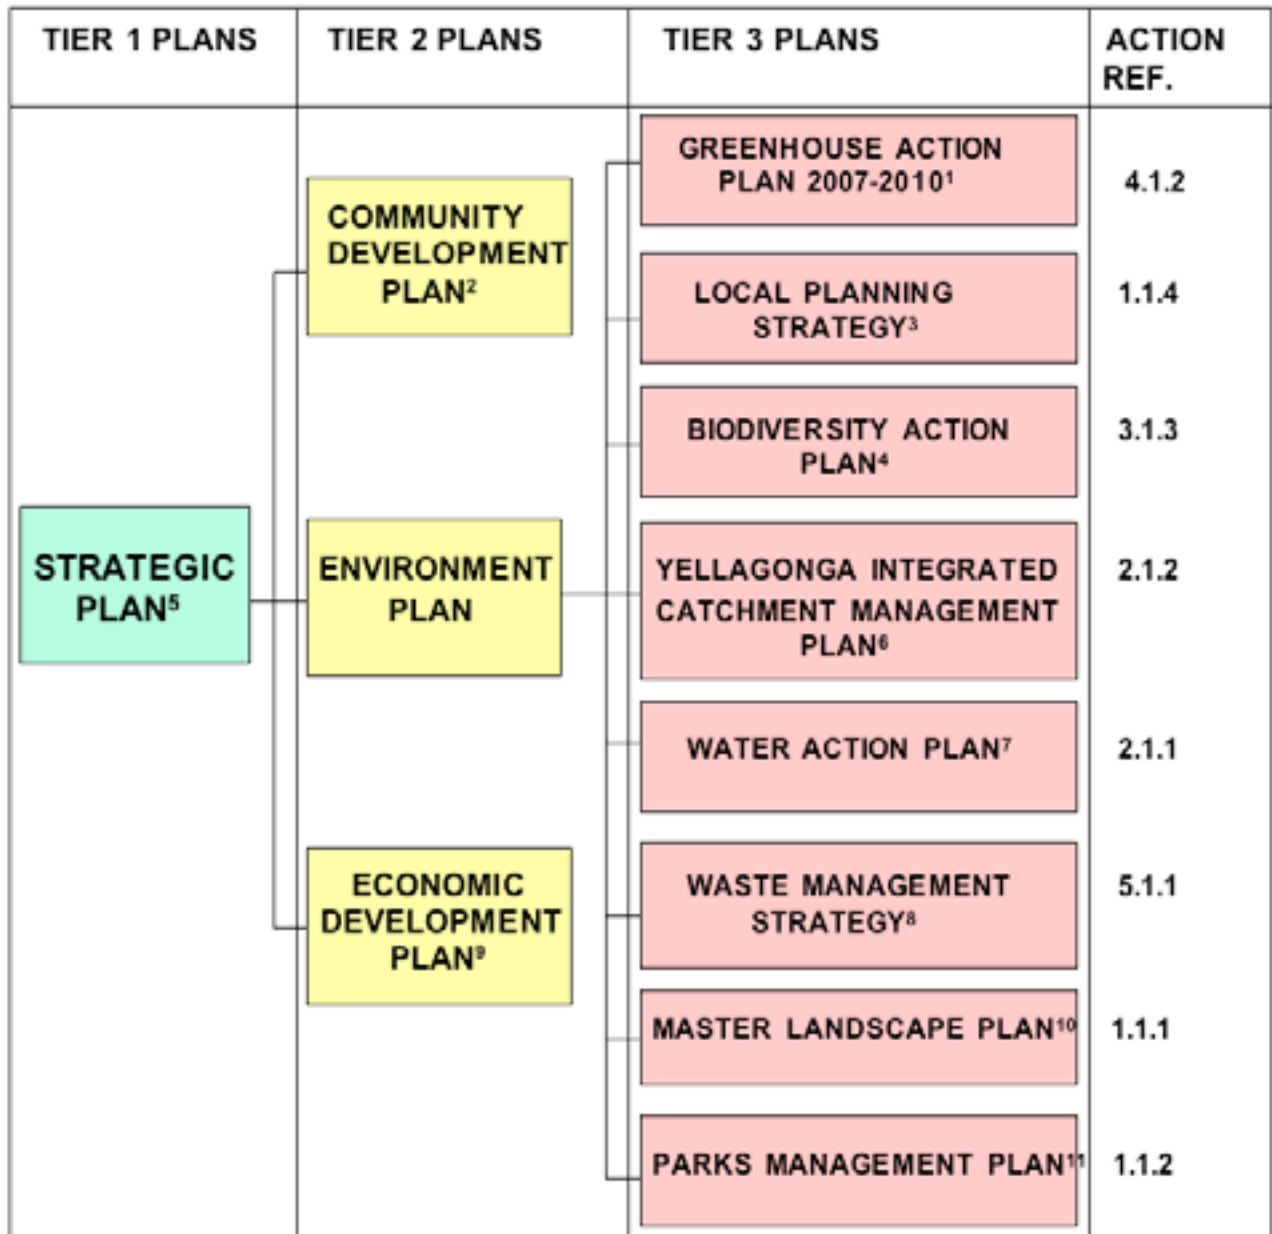 TIER 1 PLANS
TIER 2 PLANS
TIER 3 PLANS
ACTION
REF.
STRATEGIC
PLAN⁵
COMMUNITY
DEVELOPMENT
PLAN²
ENVIRONMENT
PLAN
ECONOMIC
DEVELOPMENT
PLAN⁹
GREENHOUSE ACTION
PLAN 2007-2010¹
4.1.2
LOCAL PLANNING
STRATEGY³
1.1.4
BIODIVERSITY ACTION
PLAN⁴
3.1.3
YELLAGONGA INTEGRATED
CATCHMENT MANAGEMENT
PLAN⁶
2.1.2
WATER ACTION PLAN⁷
2.1.1
WASTE MANAGEMENT
STRATEGY⁸
5.1.1
MASTER LANDSCAPE PLAN¹⁰
1.1.1
PARKS MANAGEMENT PLAN¹¹
1.1.2